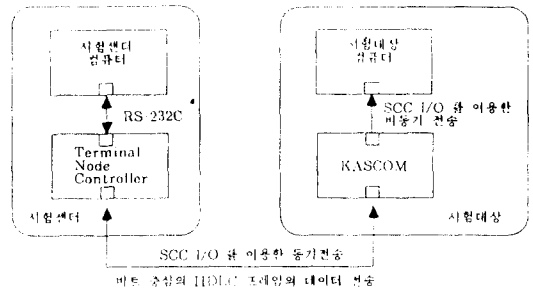 시험센터
컴퓨터
RS-232C
Terminal
Node
Controller
시험센터
시험대상
컴퓨터
SCC I/O 를 이용한
비동기 전송
KASCOM
시험대상
SCC I/O 를 이용한 동기전송
비트 중심의 HDLC 프레임의 데이터 전송